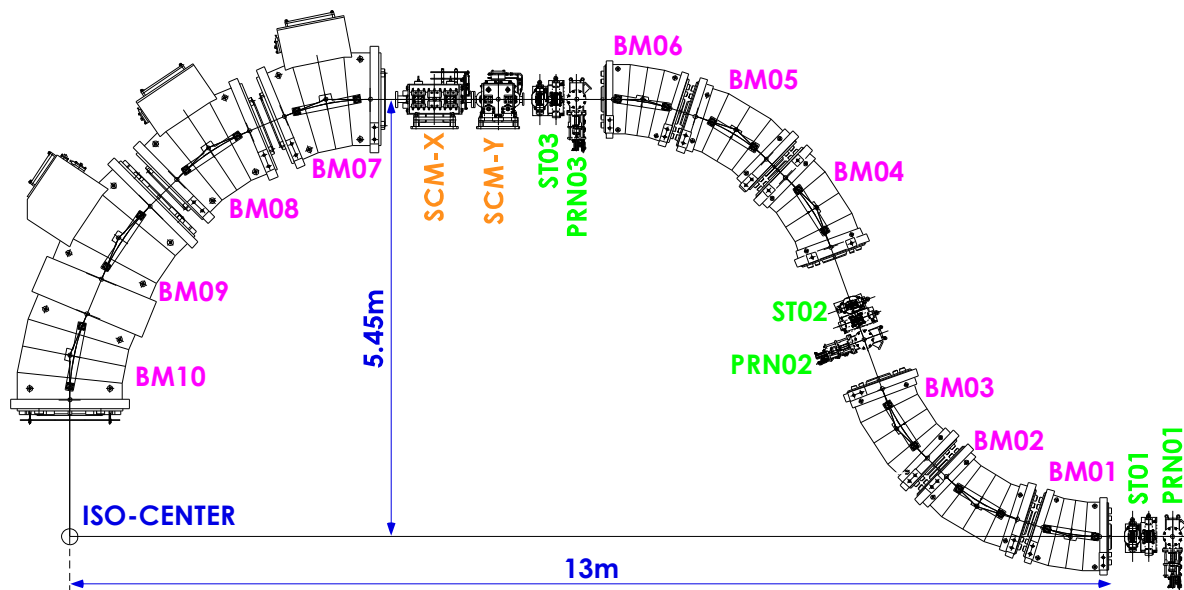 BM06
BM05
BM07
SCM-X
SCM-Y
ST03
PRN03
BM04
BM08
BM09
ST02
5.45m
PRN02
BM10
BM03
BM02
BM01
ST01
PRN01
ISO-CENTER
13m